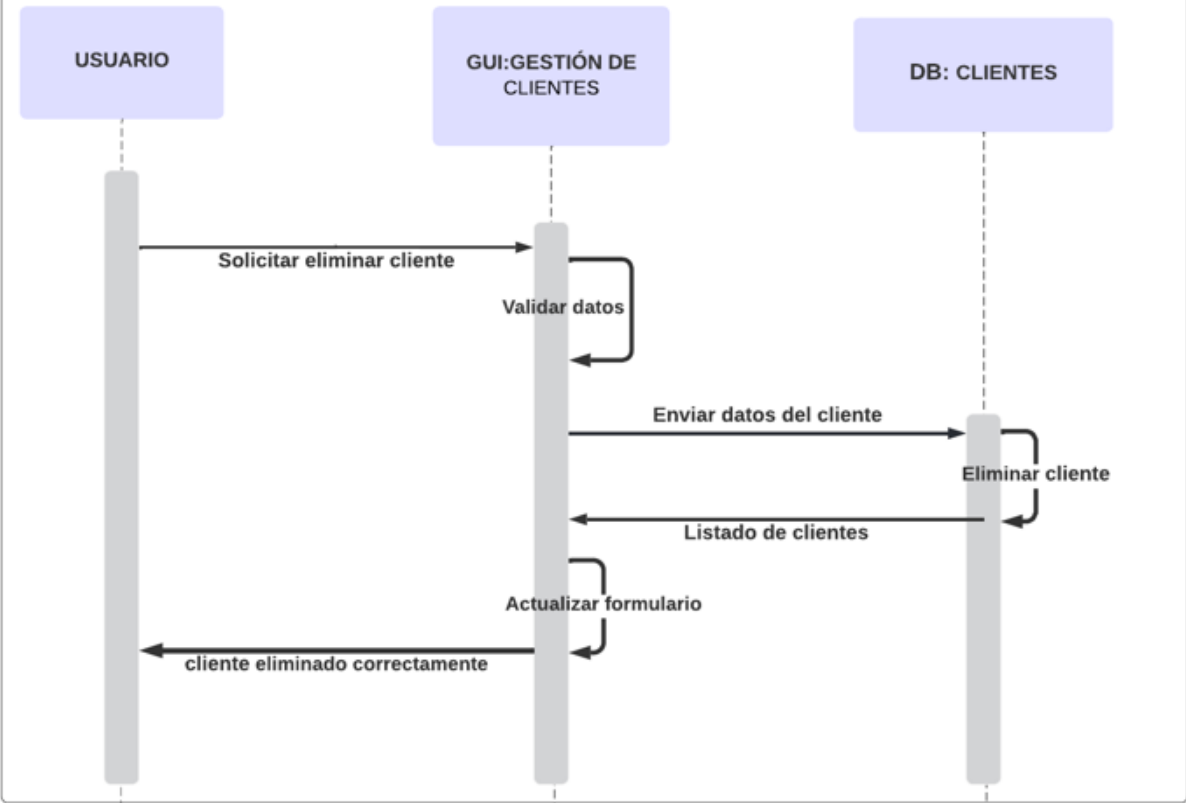 USUARIO
GUI:GESTIÓN DE
CLIENTES
DB: CLIENTES
Solicitar eliminar cliente
Validar datos
Enviar datos del cliente
Eliminar cliente
Listado de clientes
Actualizar formulario
cliente eliminado correctamente